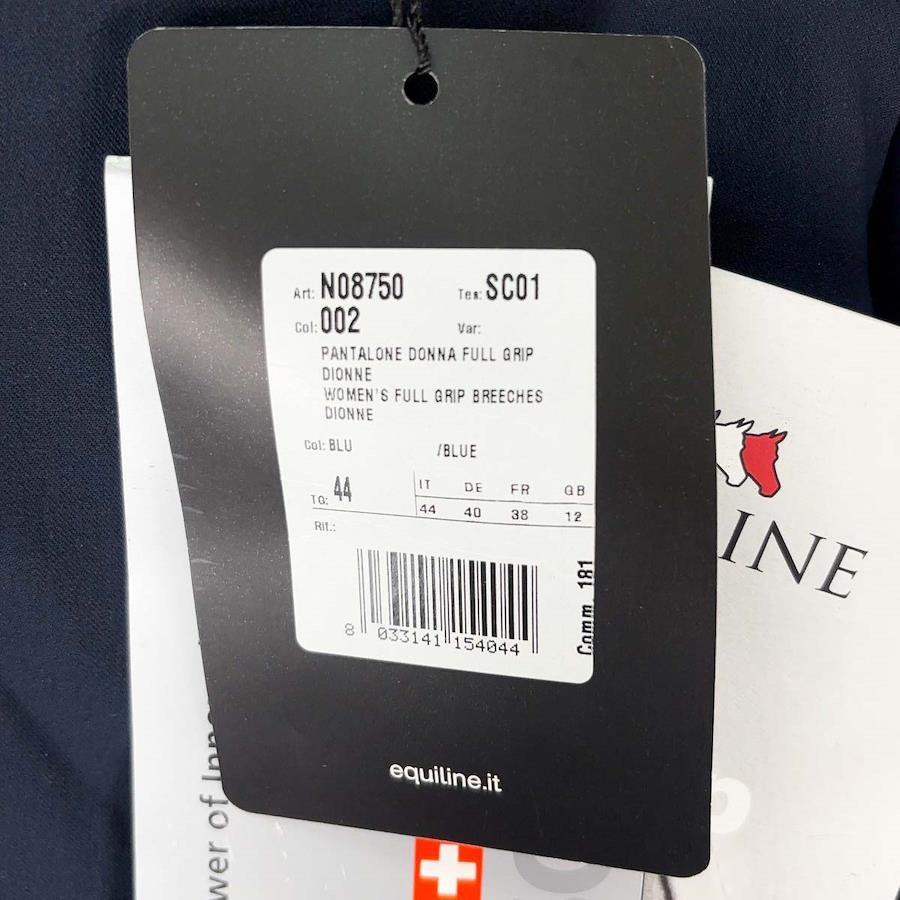 Art: N08750 Tes: SC01
Col: 002 Var:
PANTALONE DONNA FULL GRIP
DIONNE
WOMEN'S FULL GRIP BREECHES
DIONNE
Col: BLU /BLUE
TG: 44
IT DE FR GB
44 40 38 12
Rif.:
8 033141 154044
Comm. 181
equiline.it
INE
wer of